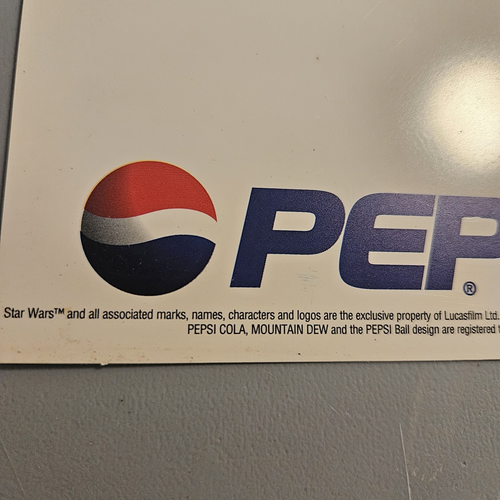 PEP
®
Star Wars™ and all associated marks, names, characters and logos are the exclusive property of Lucasfilm Ltd.
PEPSI COLA, MOUNTAIN DEW and the PEPSI Ball design are registered